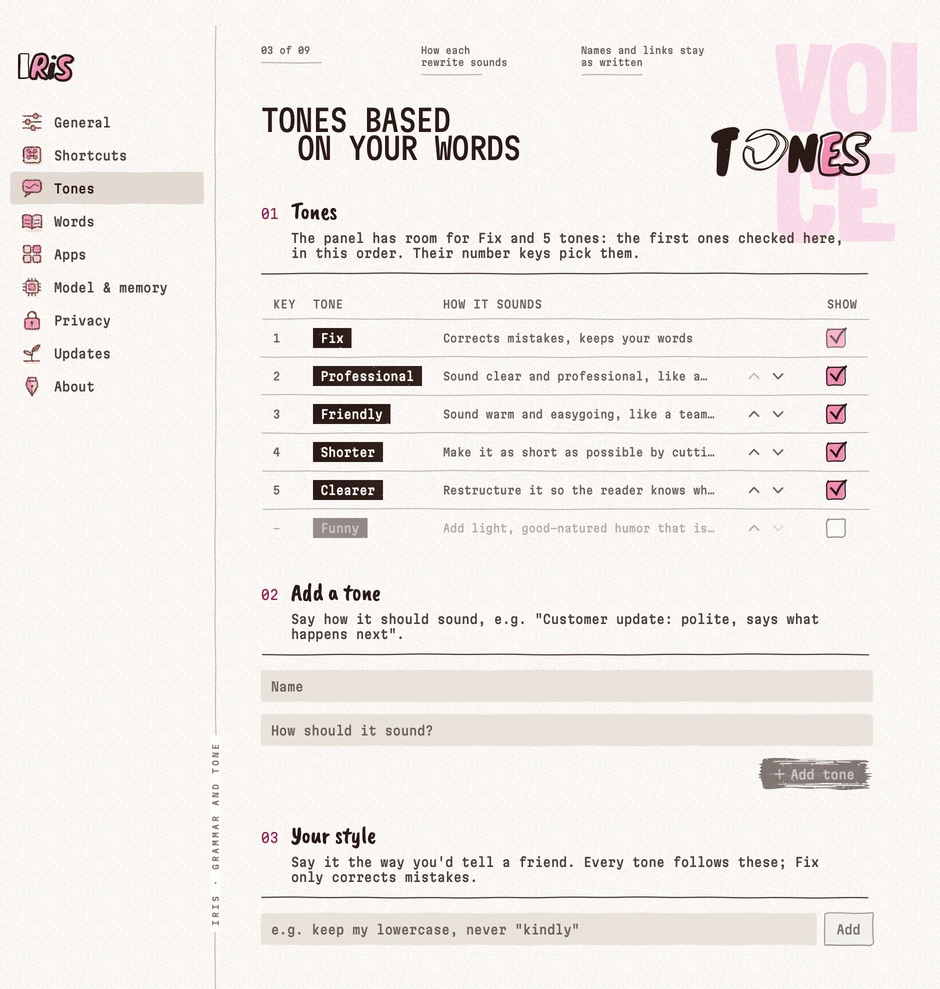 IRiS
General
Shortcuts
Tones
Words
Apps
Model & memory
Privacy
Updates
About
IRIS · GRAMMAR AND TONE
03 of 09
How each
rewrite sounds
Names and links stay
as written
VOI
CE
TONES BASED
ON YOUR WORDS
TONES
01 Tones
The panel has room for Fix and 5 tones: the first ones checked here,
in this order. Their number keys pick them.
KEY TONE HOW IT SOUNDS SHOW
1 Fix Corrects mistakes, keeps your words
2 Professional Sound clear and professional, like a…
3 Friendly Sound warm and easygoing, like a team…
4 Shorter Make it as short as possible by cutti…
5 Clearer Restructure it so the reader knows wh…
– Funny Add light, good-natured humor that is…
02 Add a tone
Say how it should sound, e.g. "Customer update: polite, says what
happens next".
Name
How should it sound?
+ Add tone
03 Your style
Say it the way you'd tell a friend. Every tone follows these; Fix
only corrects mistakes.
e.g. keep my lowercase, never "kindly" Add